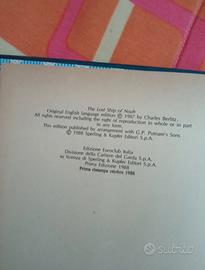 The Lost Ship of Noah
Original English language edition © 1987 by Charles Berlitz.
All rights reserved including the right of reproduction in whole or in part
in any form.
This edition published by arrangement with G.P. Putnam's Sons
© 1988 Sperling & Kupfer Editori S.p.A.
Edizione Euroclub Italia
Divisione della Cartiere del Garda S.p.A.
su licenza di Sperling & Kupfer Editori S.p.A.
Prima Edizione 1988
Prima ristampa ottobre 1988
subito